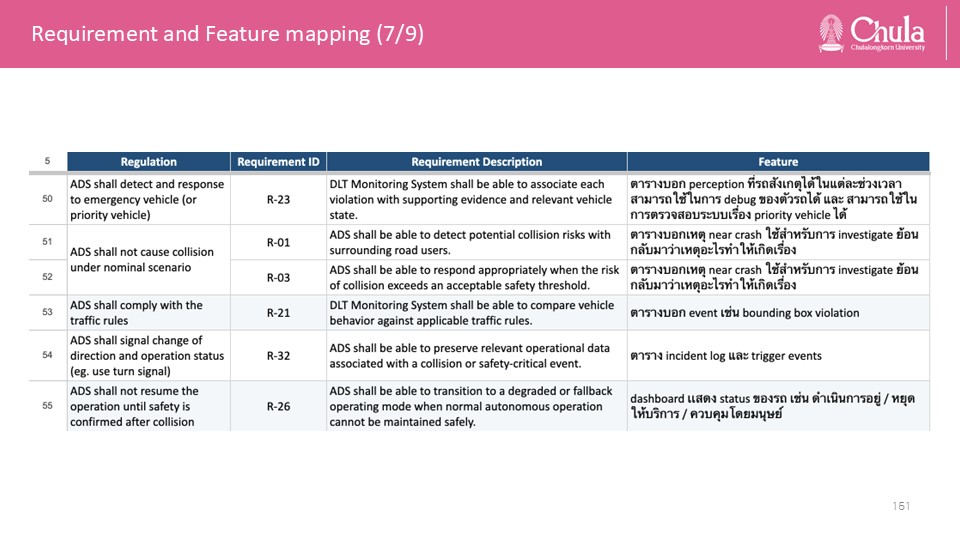 Requirement and Feature mapping (7/9)
Chula
Chulalongkorn University
5 Regulation Requirement ID Requirement Description Feature
50 ADS shall detect and response to emergency vehicle (or priority vehicle) R-23 DLT Monitoring System shall be able to associate each violation with supporting evidence and relevant vehicle state. ตารางบอก perception ที่รถสังเกตุได้ในแต่ละช่วงเวลา สามารถใช้ในการ debug ของตัวรถได้ และ สามารถใช้ในการตรวจสอบระบบเรื่อง priority vehicle ได้
51 ADS shall not cause collision under nominal scenario R-01 ADS shall be able to detect potential collision risks with surrounding road users. ตารางบอกเหตุ near crash ใช้สำหรับการ investigate ย้อนกลับมาว่าเหตุอะไรทำให้เกิดเรื่อง
52 R-03 ADS shall be able to respond appropriately when the risk of collision exceeds an acceptable safety threshold. ตารางบอกเหตุ near crash ใช้สำหรับการ investigate ย้อนกลับมาว่าเหตุอะไรทำให้เกิดเรื่อง
53 ADS shall comply with the traffic rules R-21 DLT Monitoring System shall be able to compare vehicle behavior against applicable traffic rules. ตารางบอก event เช่น bounding box violation
54 ADS shall signal change of direction and operation status (eg. use turn signal) R-32 ADS shall be able to preserve relevant operational data associated with a collision or safety-critical event. ตาราง incident log และ trigger events
55 ADS shall not resume the operation until safety is confirmed after collision R-26 ADS shall be able to transition to a degraded or fallback operating mode when normal autonomous operation cannot be maintained safely. dashboard แสดง status ของรถ เช่น ดำเนินการอยู่ / หยุดให้บริการ / ควบคุมโดยมนุษย์
151